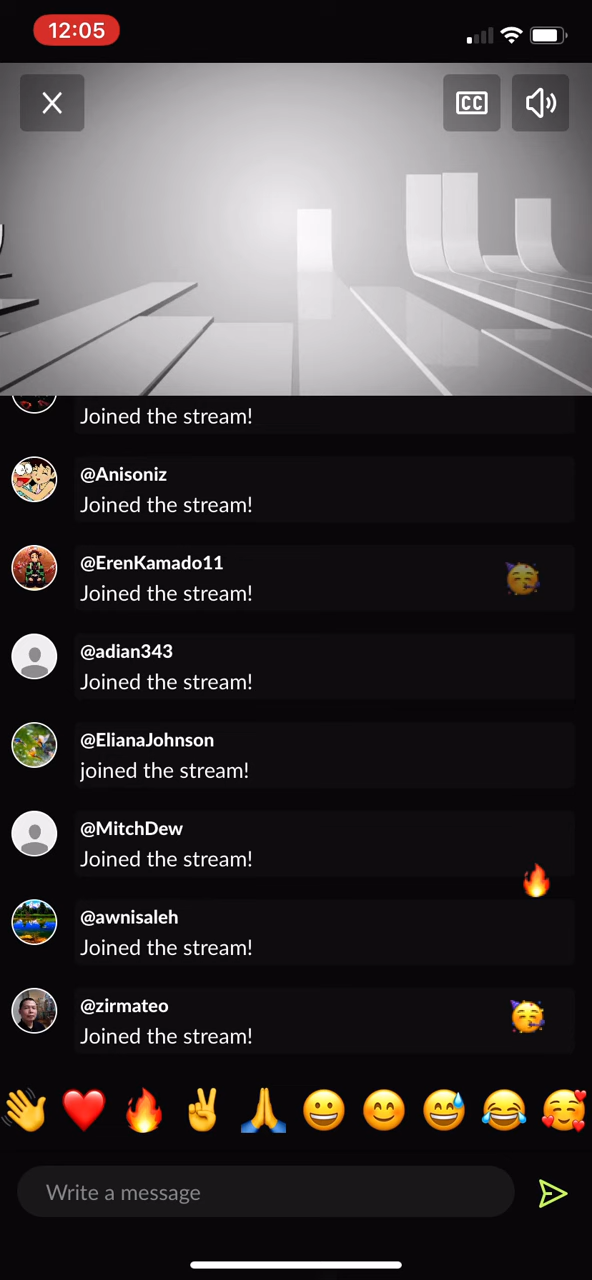 12:05
CC
Joined the stream!
@Anisoniz
Joined the stream!
@ErenKamado11
Joined the stream!
@adian343
Joined the stream!
@ElianaJohnson
joined the stream!
@MitchDew
Joined the stream!
@awnisaleh
Joined the stream!
@zirmateo
Joined the stream!
Write a message